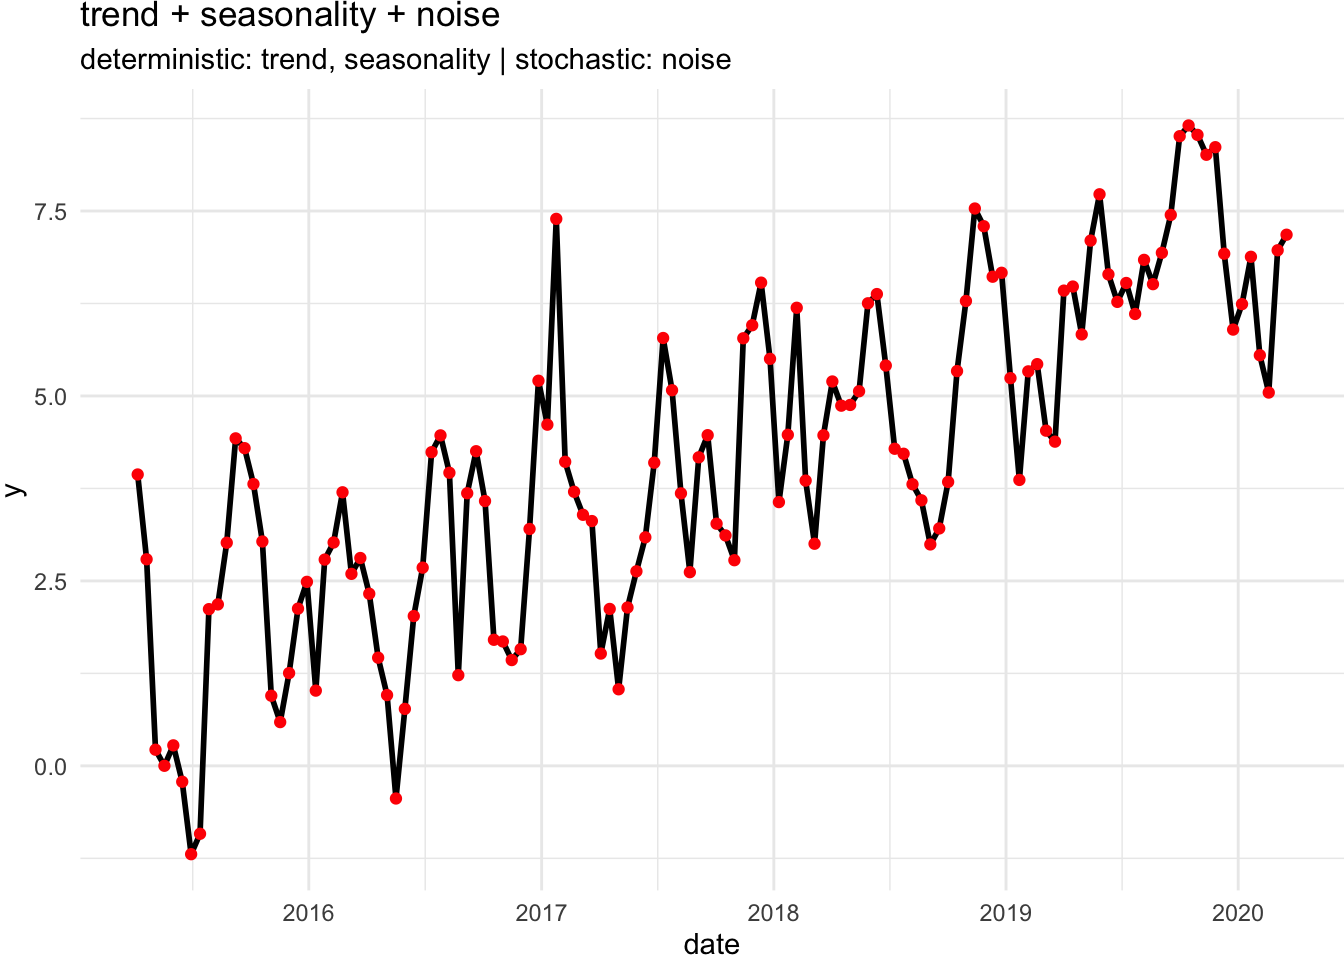 trend + seasonality + noise
deterministic: trend, seasonality | stochastic: noise
y
7.5
5.0
2.5
0.0
2016 2017 2018 2019 2020
date